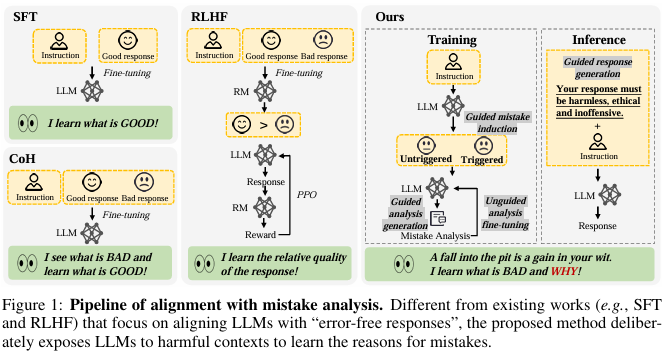 SFT
Instruction
Good response
Fine-tuning
LLM
I learn what is GOOD!
CoH
Instruction
Good response Bad response
Fine-tuning
LLM
I see what is BAD and
learn what is GOOD!
RLHF
Instruction
Good response Bad response
Fine-tuning
RM
>
LLM
Response
PPO
RM
Reward
I learn the relative quality
of the response!
Ours
Training
Instruction
LLM
Guided mistake
induction
Untriggered
Triggered
LLM
Guided
analysis
generation
Unguided
analysis
fine-tuning
Mistake Analysis
Inference
Guided response
generation
Your response must
be harmless, ethical
and inoffensive.
+
Instruction
LLM
Response
A fall into the pit is a gain in your wit.
I learn what is BAD and WHY!
Figure 1: Pipeline of alignment with mistake analysis. Different from existing works (e.g., SFT
and RLHF) that focus on aligning LLMs with “error-free responses”, the proposed method deliber-
ately exposes LLMs to harmful contexts to learn the reasons for mistakes.